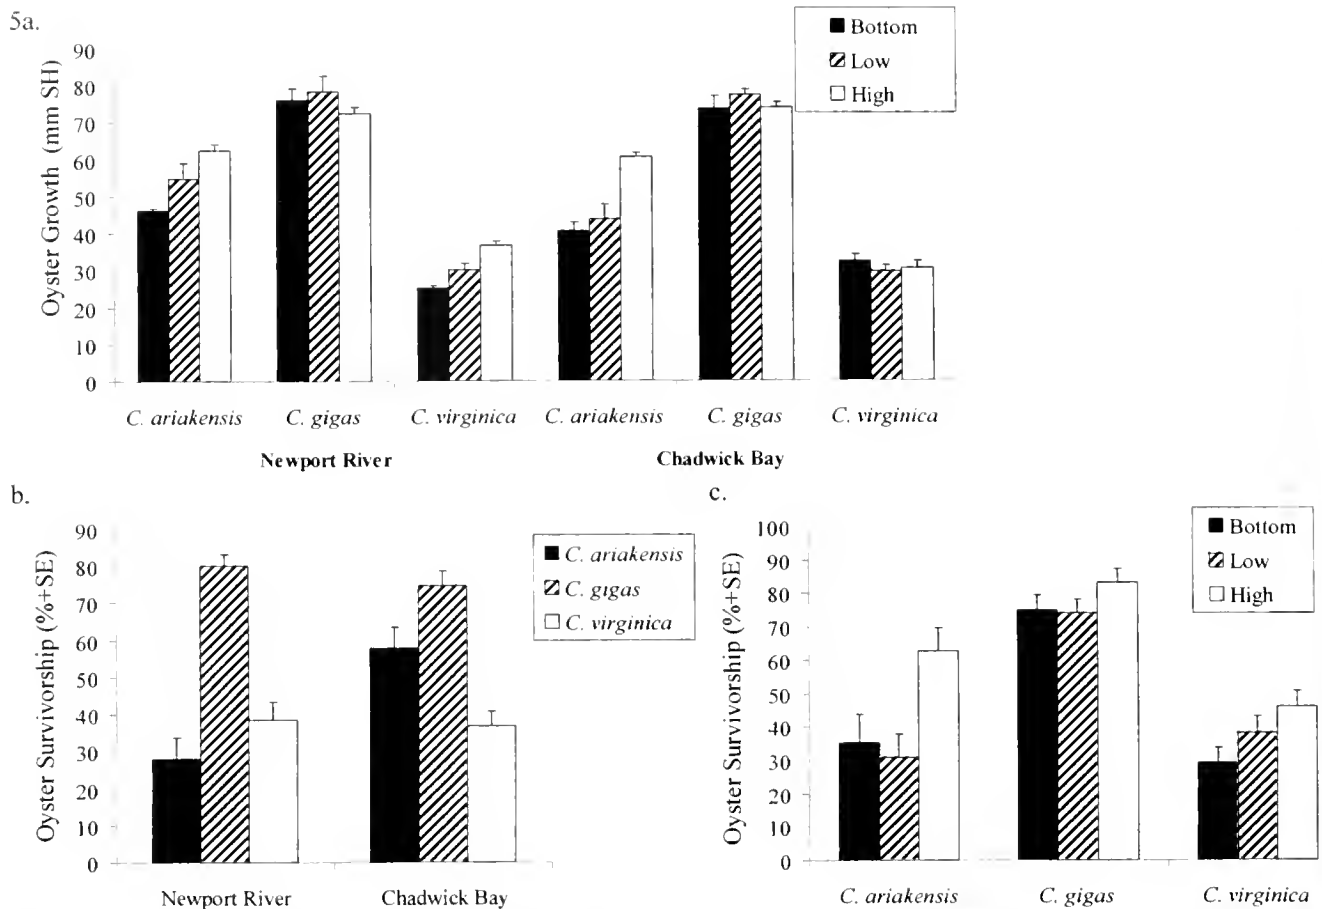 5a.
Bottom
Low
High
Oyster Growth (mm SH)
90
80
70
60
50
40
30
20
10
0
C. ariakensis C. gigas C. virginica C. ariakensis C. gigas C. virginica
Newport River Chadwick Bay
b.
Oyster Survivorship (%+SE)
90
80
70
60
50
40
30
20
10
0
C. ariakensis
C. gigas
C. virginica
Newport River Chadwick Bay
c.
Oyster Survivorship (%+SE)
100
90
80
70
60
50
40
30
20
10
0
Bottom
Low
High
C. ariakensis C. gigas C. virginica